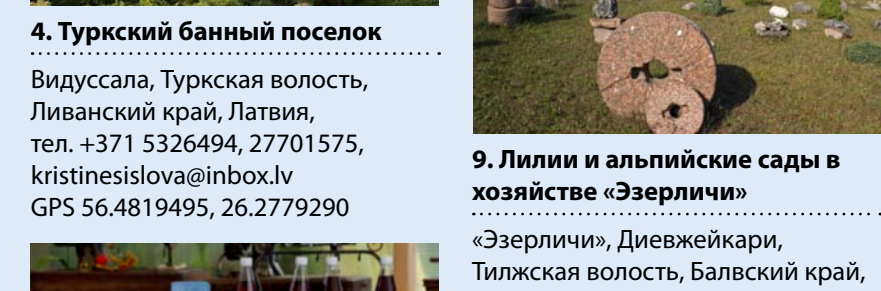 4. Туркский банный поселок
Видуссала, Туркская волость,
Ливанский край, Латвия,
тел. +371 5326494, 27701575,
kristinesislova@inbox.lv
GPS 56.4819495, 26.2779290
9. Лилии и альпийские сады в
хозяйстве «Эзерличи»
«Эзерличи», Диевжейкари,
Тилжская волость, Балвский край,